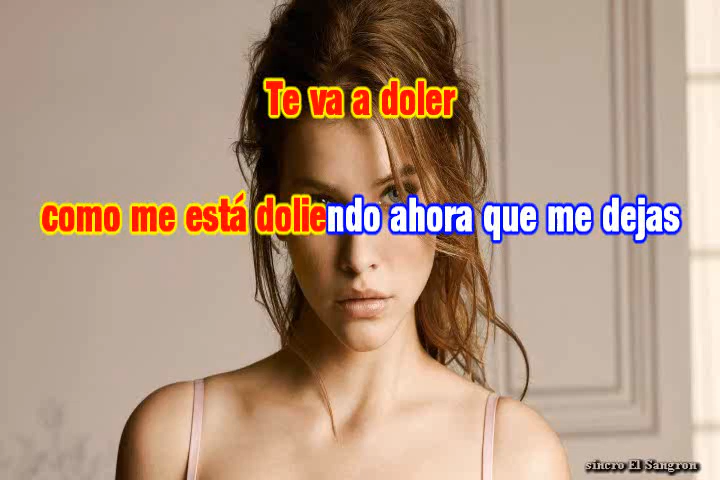 Te va a doler
como me está doliendo ahora que me dejas
sincro El Sangron